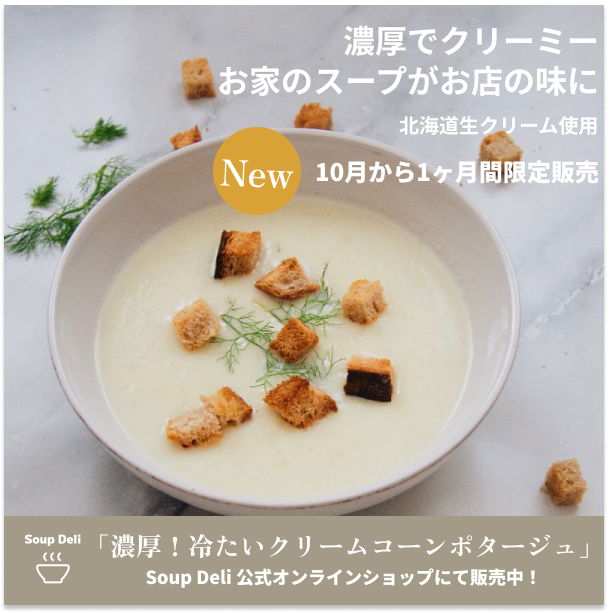 濃厚でクリーミー
お家のスープがお店の味に
北海道生クリーム使用
New
10月から1ヶ月間限定販売
Soup Deli
「濃厚！冷たいクリームコーンポタージュ」
Soup Deli 公式オンラインショップにて販売中！